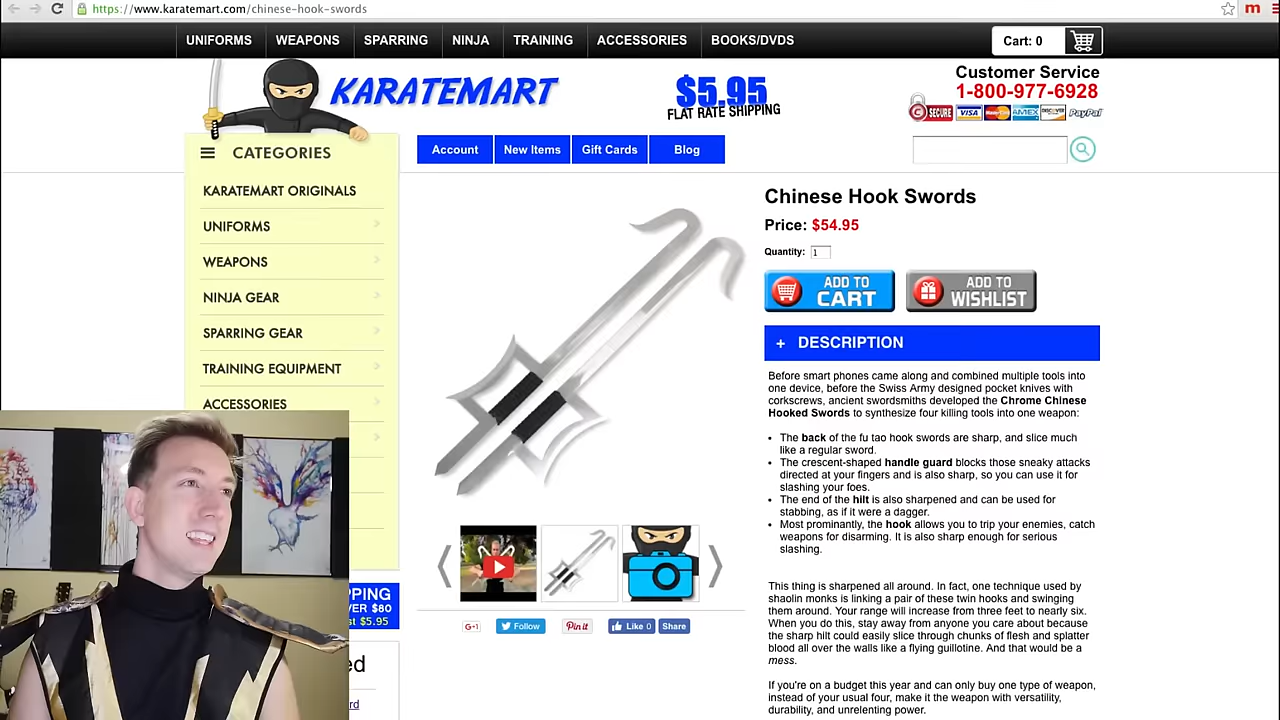 https://www.karatemart.com/chinese-hook-swords
m
UNIFORMS WEAPONS SPARRING NINJA TRAINING ACCESSORIES BOOKS/DVDS
Cart: 0
KARATEMART
$5.95
FLAT RATE SHIPPING
Customer Service
1-800-977-6928
SECURE VISA MasterCard AMEX DISCOVER PayPal
Account New Items Gift Cards Blog
CATEGORIES
KARATEMART ORIGINALS
UNIFORMS
WEAPONS
NINJA GEAR
SPARRING GEAR
TRAINING EQUIPMENT
ACCESSORIES
Chinese Hook Swords
Price: $54.95
Quantity: 1
ADD TO CART
ADD TO WISHLIST
+ DESCRIPTION
Before smart phones came along and combined multiple tools into
one device, before the Swiss Army designed pocket knives with
corkscrews, ancient swordsmiths developed the Chrome Chinese
Hooked Swords to synthesize four killing tools into one weapon:
• The back of the fu tao hook swords are sharp, and slice much
like a regular sword.
• The crescent-shaped handle guard blocks those sneaky attacks
directed at your fingers and is also sharp, so you can use it for
slashing your foes.
• The end of the hilt is also sharpened and can be used for
stabbing, as if it were a dagger.
• Most prominently, the hook allows you to trip your enemies, catch
weapons for disarming. It is also sharp enough for serious
slashing.
This thing is sharpened all around. In fact, one technique used by
shaolin monks is linking a pair of these twin hooks and swinging
them around. Your range will increase from three feet to nearly six.
When you do this, stay away from anyone you care about because
the sharp hilt could easily slice through chunks of flesh and splatter
blood all over the walls like a flying guillotine. And that would be a
mess.
If you're on a budget this year and can only buy one type of weapon,
instead of your usual four, make it the weapon with versatility,
durability, and unrelenting power.
G+1 Follow Pin it Like 0 Share
PPING
VER $80
st $5.95
ed
rd